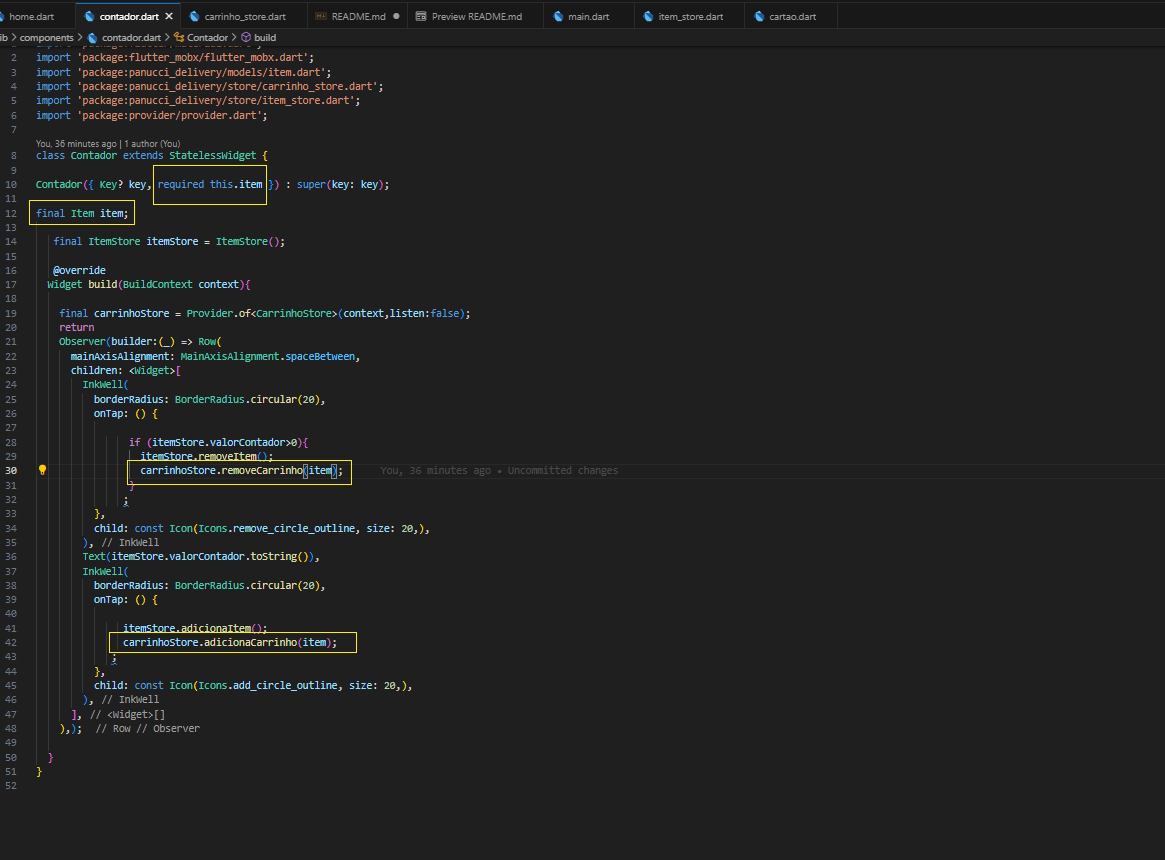 home.dart contador.dart carrinho_store.dart README.md Preview README.md main.dart item_store.dart cartao.dart
ib > components > contador.dart > Contador > build
2 import 'package:flutter_mobx/flutter_mobx.dart';
3 import 'package:panucci_delivery/models/item.dart';
4 import 'package:panucci_delivery/store/carrinho_store.dart';
5 import 'package:panucci_delivery/store/item_store.dart';
6 import 'package:provider/provider.dart';
7
You, 36 minutes ago | 1 author (You)
8 class Contador extends StatelessWidget {
9
10 Contador({ Key? key, required this.item }) : super(key: key);
11
12 final Item item;
13
14 final ItemStore itemStore = ItemStore();
15
16 @override
17 Widget build(BuildContext context){
18
19 final carrinhoStore = Provider.of<CarrinhoStore>(context,listen:false);
20 return
21 Observer(builder:(_) => Row(
22 mainAxisAlignment: MainAxisAlignment.spaceBetween,
23 children: <Widget>[
24 InkWell(
25 borderRadius: BorderRadius.circular(20),
26 onTap: () {
27
28 if (itemStore.valorContador>0){
29 itemStore.removeItem();
30 carrinhoStore.removeCarrinho(item); You, 36 minutes ago • Uncommitted changes
31 }
32 ;
33 },
34 child: const Icon(Icons.remove_circle_outline, size: 20,),
35 ), // InkWell
36 Text(itemStore.valorContador.toString()),
37 InkWell(
38 borderRadius: BorderRadius.circular(20),
39 onTap: () {
40
41 itemStore.adicionaItem();
42 carrinhoStore.adicionaCarrinho(item);
43 ;
44 },
45 child: const Icon(Icons.add_circle_outline, size: 20,),
46 ), // InkWell
47 ], // <Widget>[]
48 ),); // Row // Observer
49
50 }
51 }
52